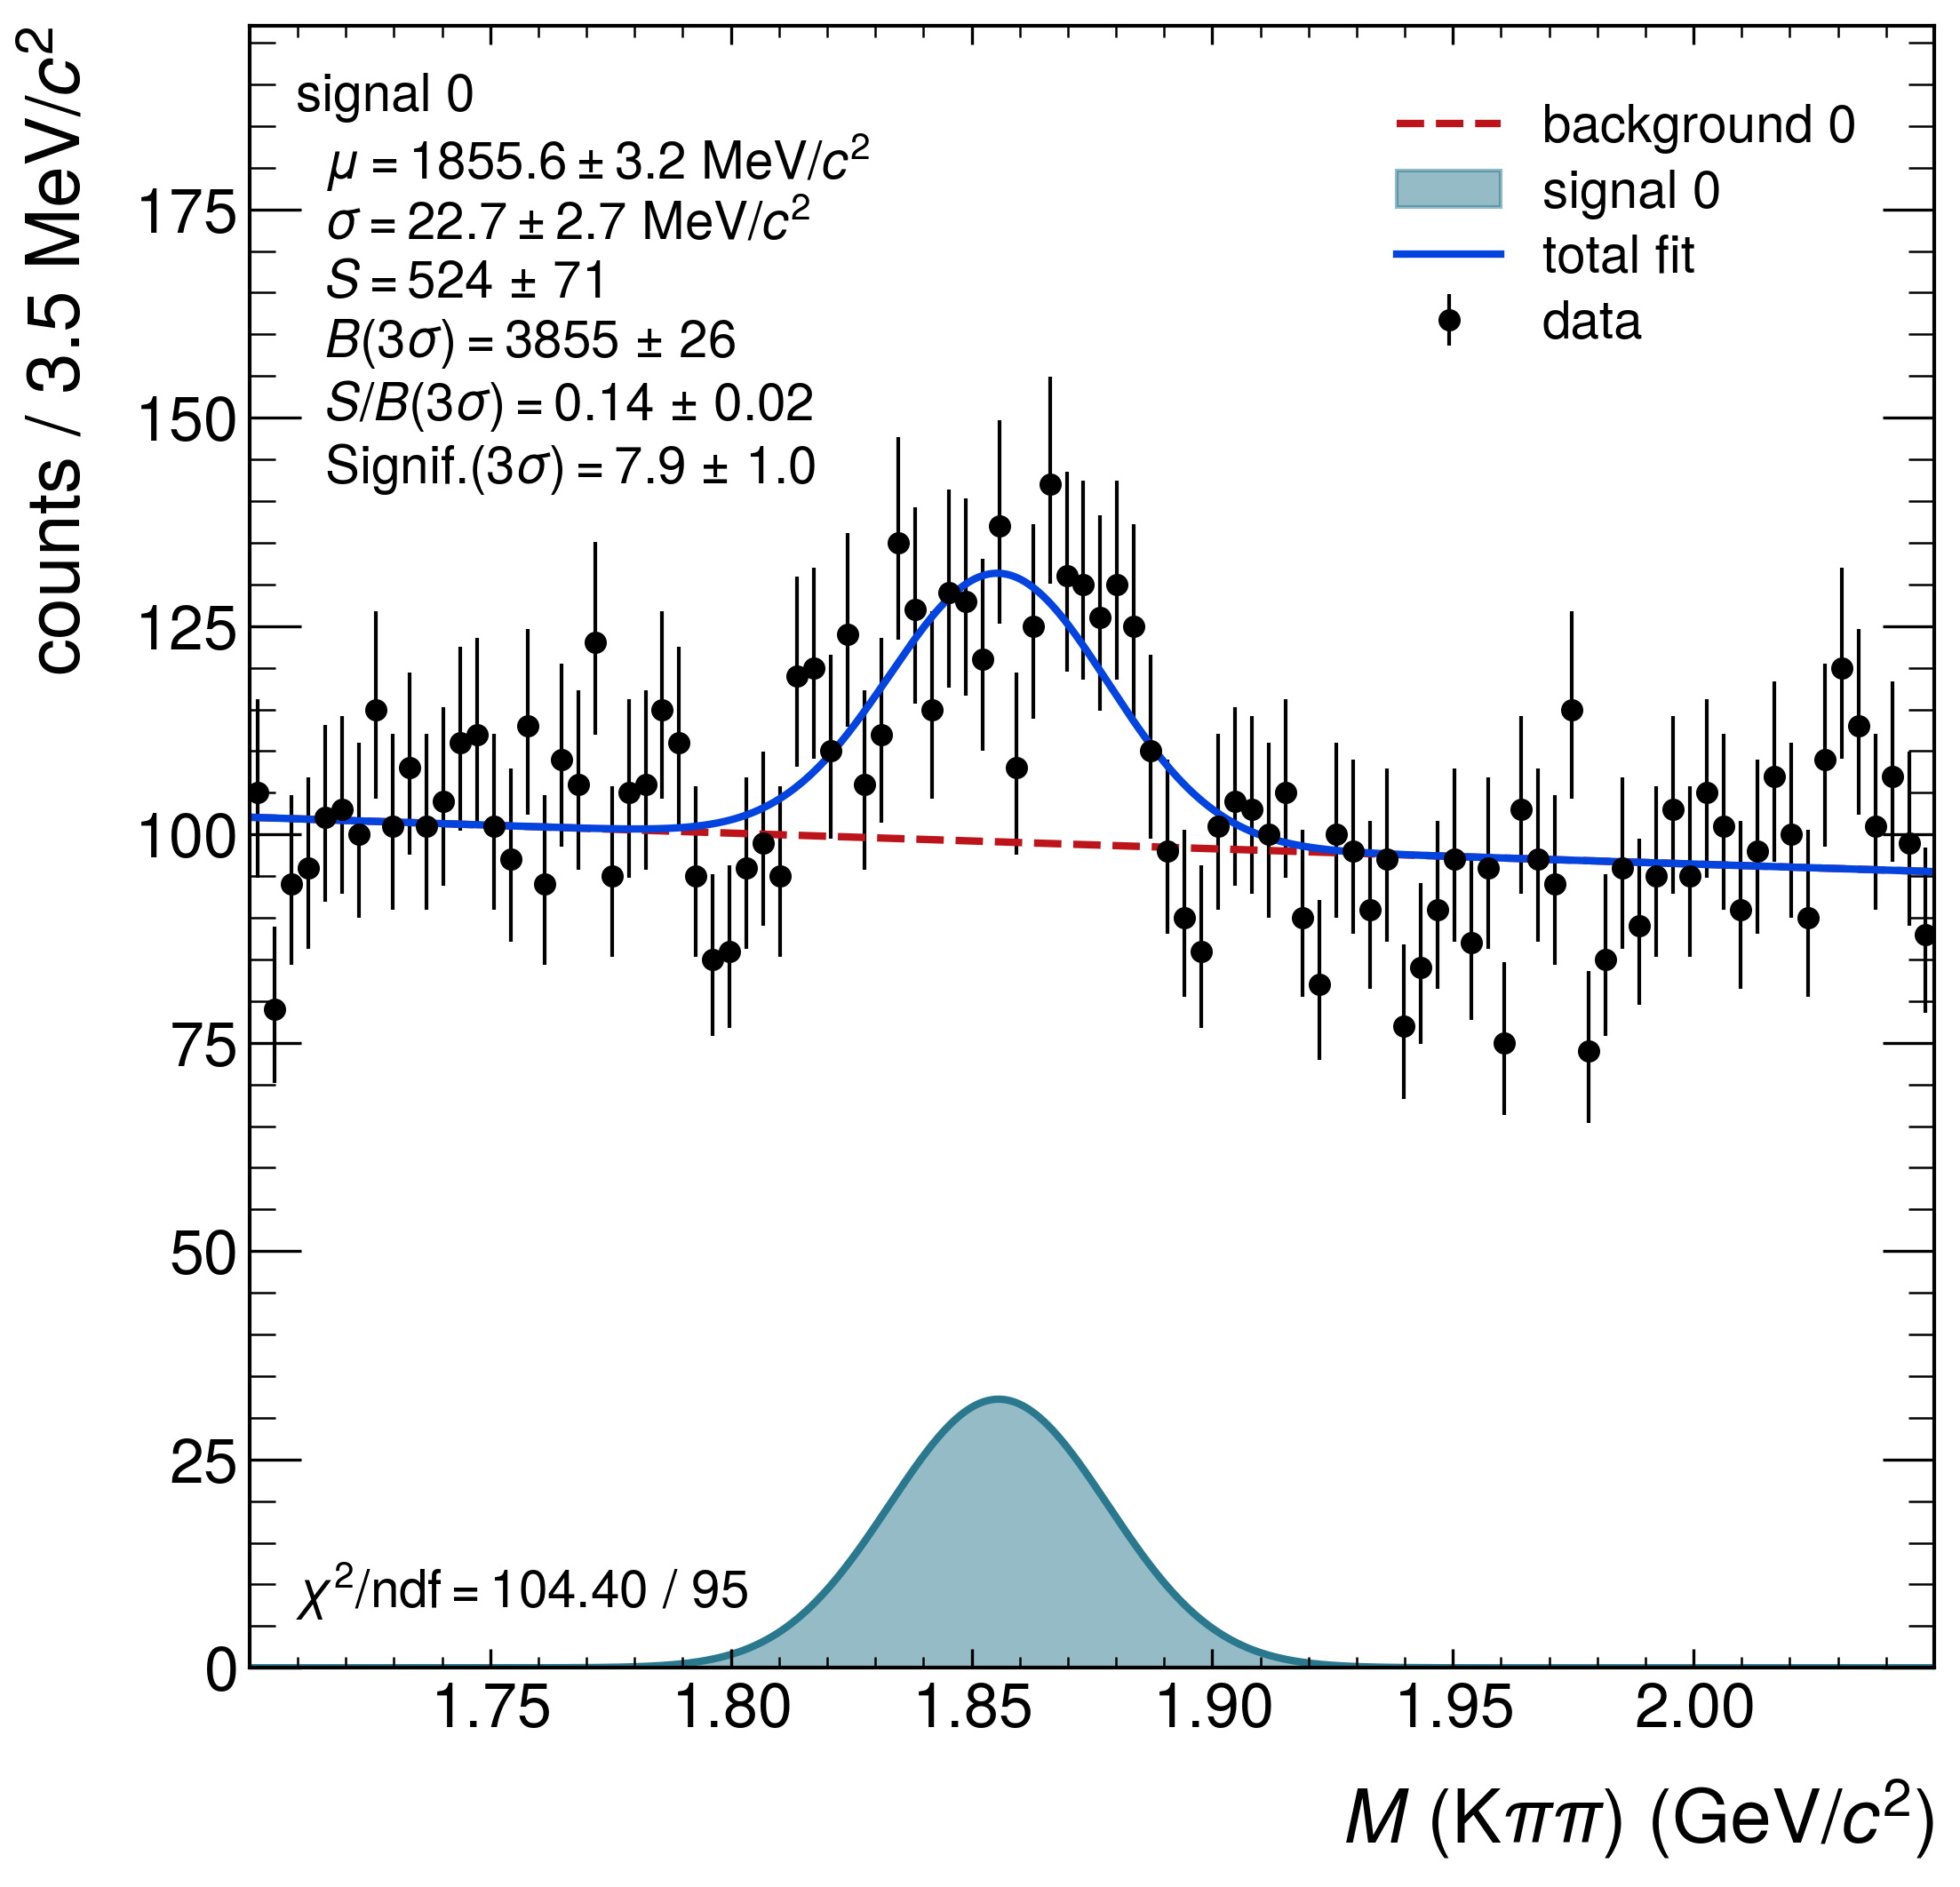 counts / 3.5 MeV/c²
signal 0
μ = 1855.6 ± 3.2 MeV/c²
σ = 22.7 ± 2.7 MeV/c²
S = 524 ± 71
B(3σ) = 3855 ± 26
S/B(3σ) = 0.14 ± 0.02
Signif.(3σ) = 7.9 ± 1.0
background 0
signal 0
total fit
data
175
150
125
100
75
50
25
0
χ²/ndf = 104.40 / 95
1.75 1.80 1.85 1.90 1.95 2.00
M (Kππ) (GeV/c²)